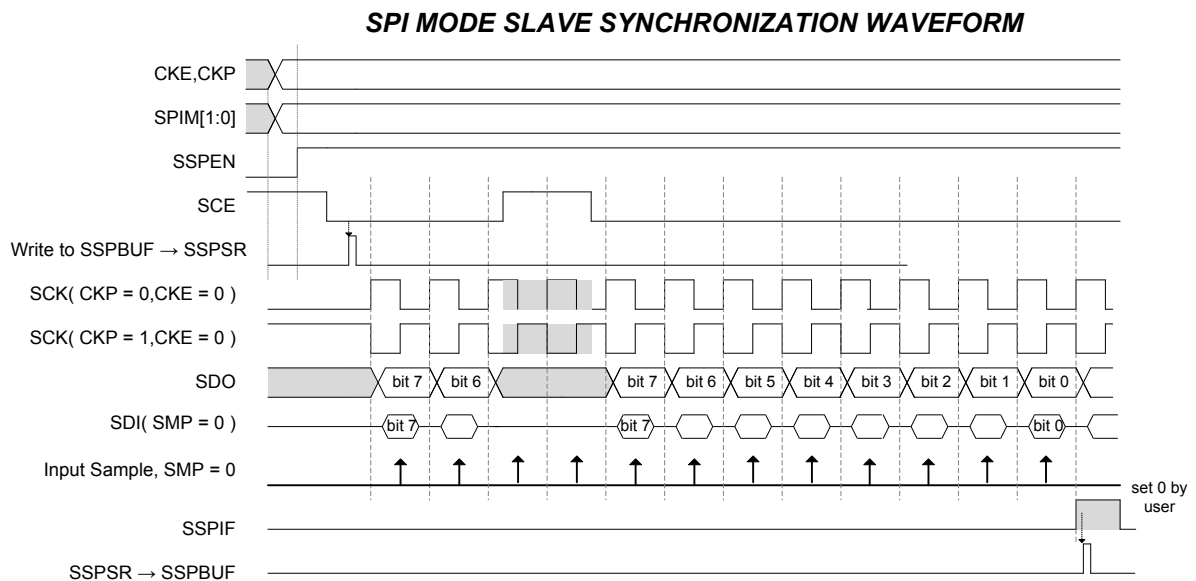 SPI MODE SLAVE SYNCHRONIZATION WAVEFORM
CKE,CKP
SPIM[1:0]
SSPEN
SCE
Write to SSPBUF → SSPSR
SCK( CKP = 0,CKE = 0 )
SCK( CKP = 1,CKE = 0 )
SDO
bit 7 bit 6 bit 7 bit 6 bit 5 bit 4 bit 3 bit 2 bit 1 bit 0
SDI( SMP = 0 )
bit 7 bit 7 bit 0
Input Sample, SMP = 0
set 0 by
user
SSPIF
SSPSR → SSPBUF